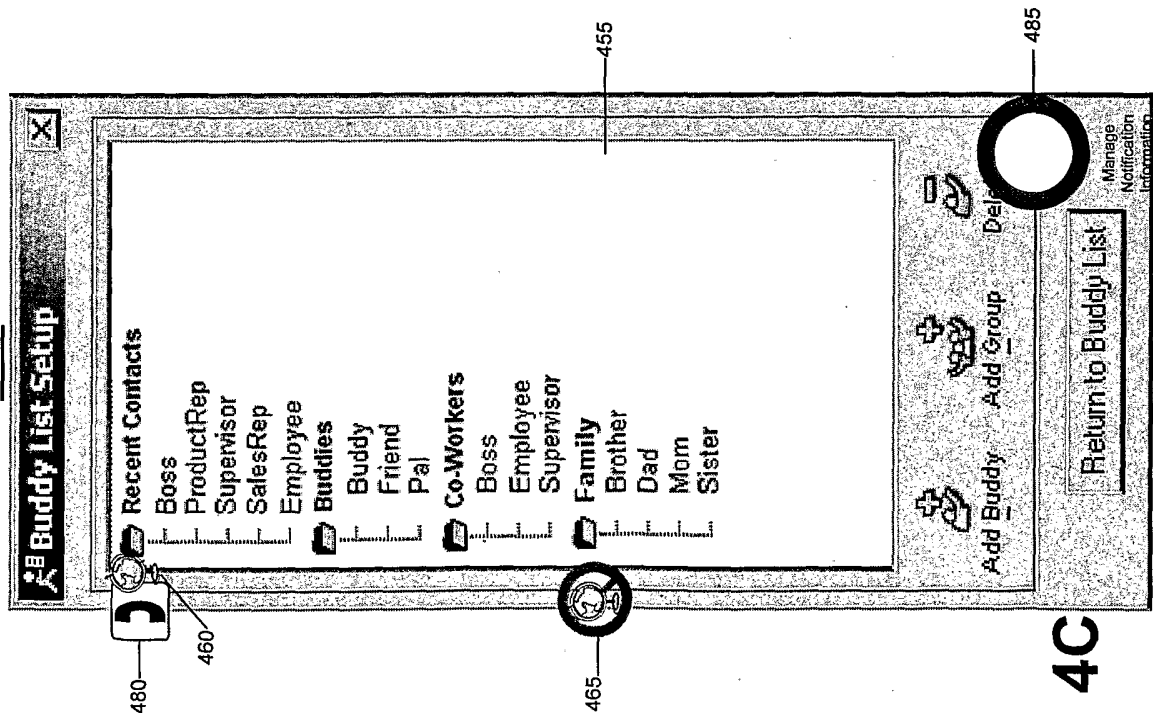 Buddy List Setup
Recent Contacts
Boss
ProductRep
Supervisor
SalesRep
Employee
Buddies
Buddy
Friend
Pal
Co-Workers
Boss
Employee
Supervisor
Family
Brother
Dad
Mom
Sister
Add Buddy
Add Group
Dele
Return to Buddy List
Manage
Notification
Information
480
460
465
455
485
4C